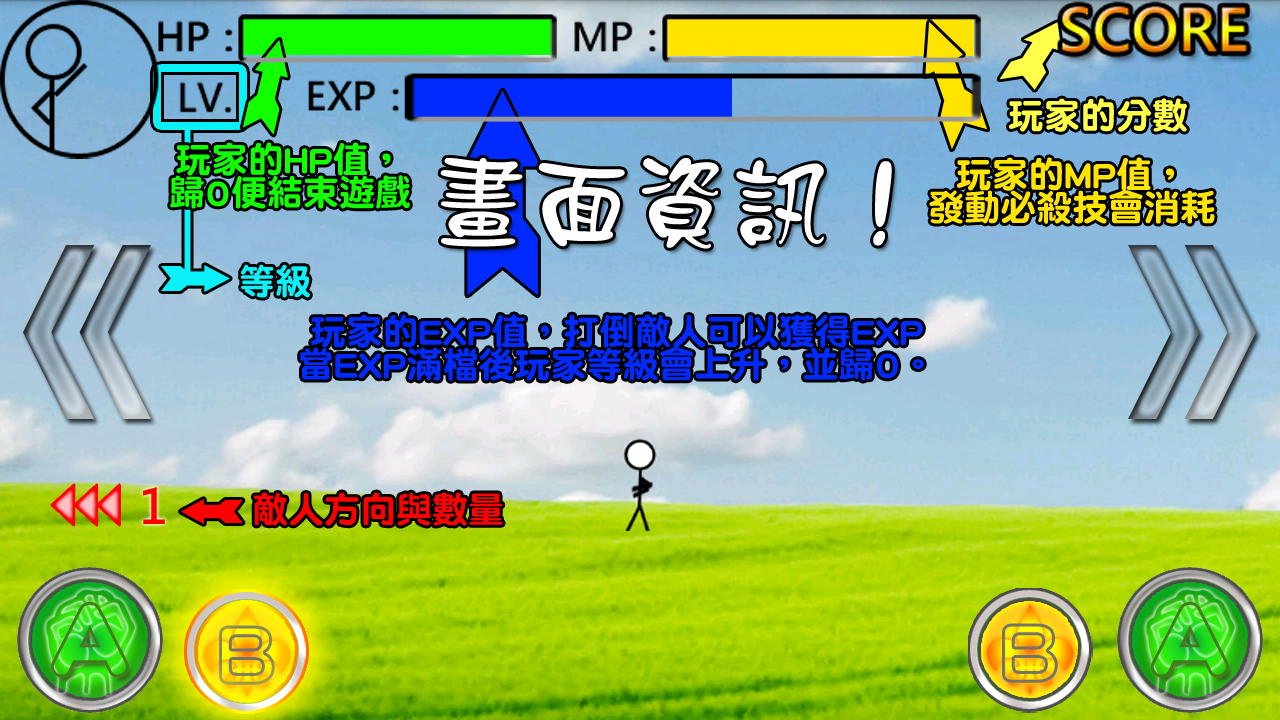 HP :
MP :
SCORE
LV.
EXP :
玩家的分數
玩家的HP值，
歸0便結束遊戲
畫面資訊！
玩家的MP值，
發動必殺技會消耗
等級
玩家的EXP值，打倒敵人可以獲得EXP
當EXP滿檔後玩家等級會上升，並歸0。
1
敵人方向與數量
A
B
B
A